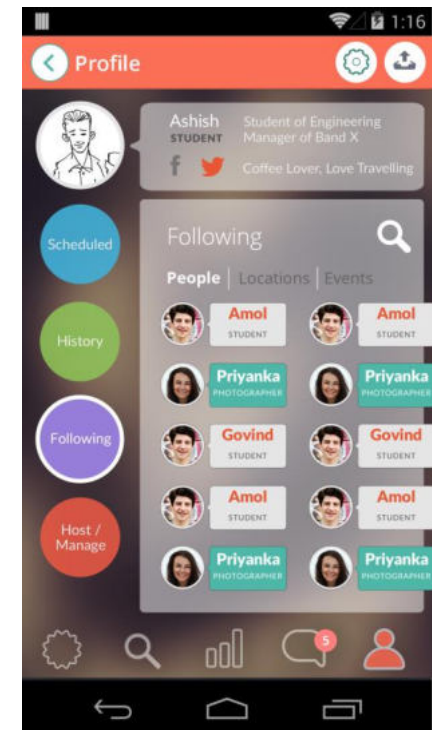 1:16
Profile
Ashish
STUDENT
Student of Engineering
Manager of Band X
Coffee Lover, Love Travelling
Scheduled
History
Following
Host /
Manage
Following
People | Locations | Events
Amol
STUDENT
Amol
STUDENT
Priyanka
PHOTOGRAPHER
Priyanka
PHOTOGRAPHER
Govind
STUDENT
Govind
STUDENT
Amol
STUDENT
Amol
STUDENT
Priyanka
PHOTOGRAPHER
Priyanka
PHOTOGRAPHER
5